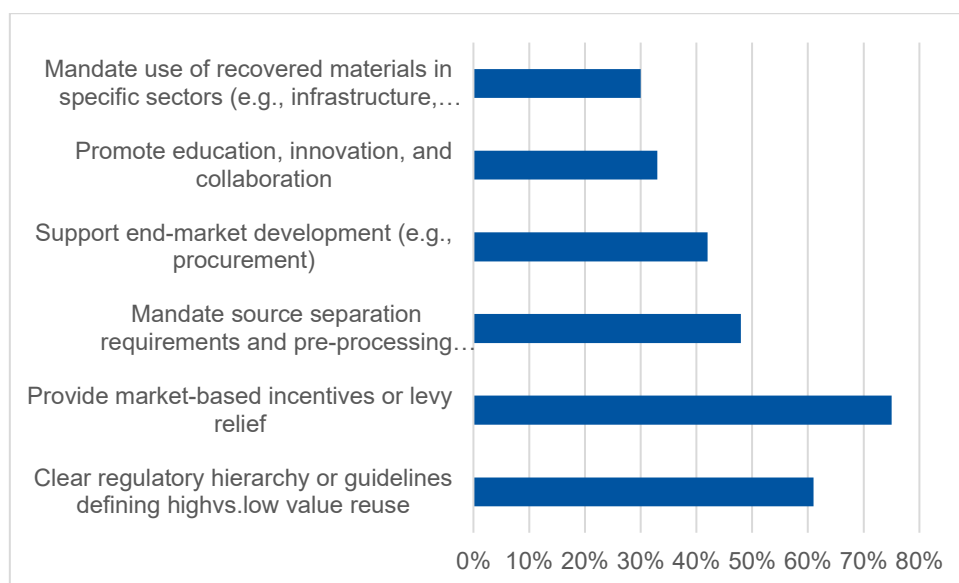 Mandate use of recovered materials in
specific sectors (e.g., infrastructure,…
Promote education, innovation, and
collaboration
Support end-market development (e.g.,
procurement)
Mandate source separation
requirements and pre-processing…
Provide market-based incentives or levy
relief
Clear regulatory hierarchy or guidelines
defining highvs.low value reuse
0% 10% 20% 30% 40% 50% 60% 70% 80%